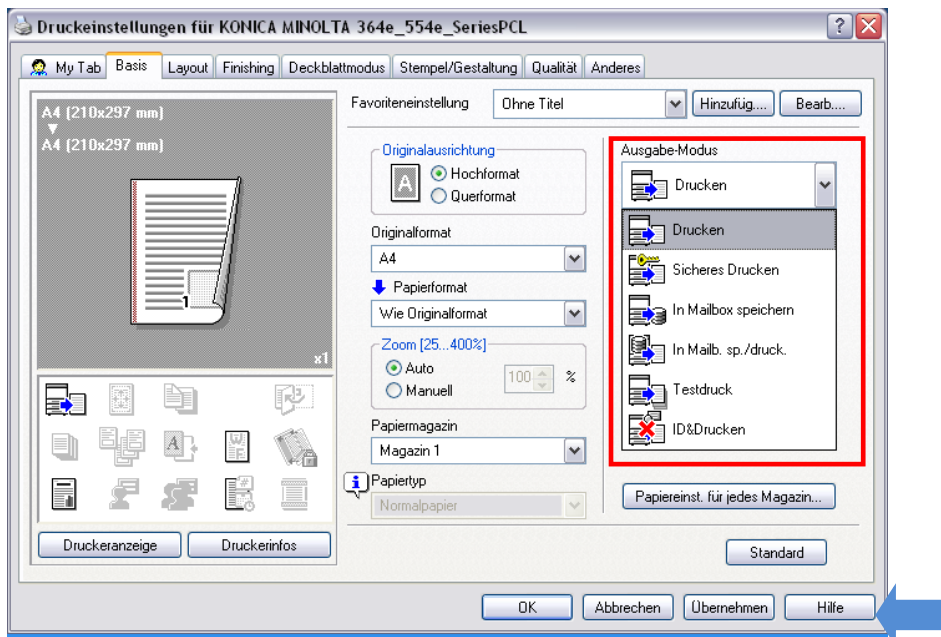 Druckeinstellungen für KONICA MINOLTA 364e_554e_SeriesPCL
My Tab Basis Layout Finishing Deckblattmodus Stempel/Gestaltung Qualität Anderes
A4 (210x297 mm)
A4 (210x297 mm)
1
x1
Druckeranzeige Druckerinfos
Favoriteneinstellung Ohne Titel Hinzufüg.... Bearb....
Originalausrichtung
A
Hochformat
Querformat
Originalformat
A4
Papierformat
Wie Originalformat
Zoom [25...400%]
Auto
Manuell
100 %
Papiermagazin
Magazin 1
Papiertyp
Normalpapier
Ausgabe-Modus
Drucken
Drucken
Sicheres Drucken
In Mailbox speichern
In Mailb. sp./druck.
Testdruck
ID&Drucken
Papiereinst. für jedes Magazin...
Standard
OK Abbrechen Übernehmen Hilfe